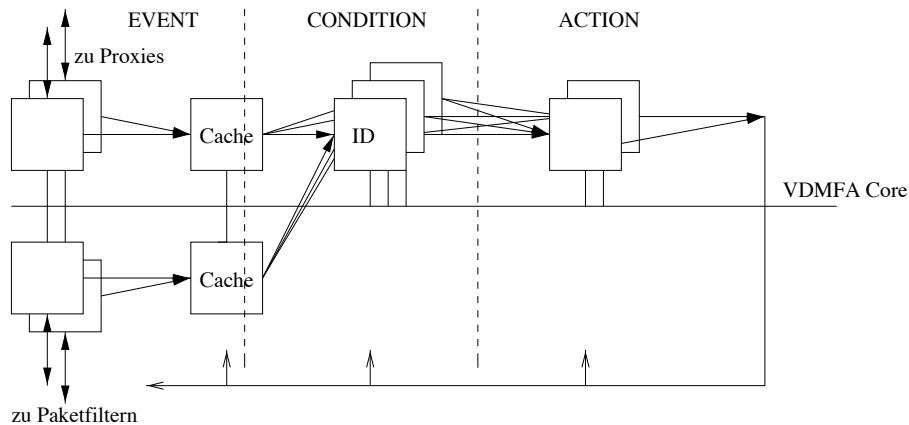 EVENT
CONDITION
ACTION
zu Proxies
Cache
ID
VDMFA Core
Cache
zu Paketfiltern